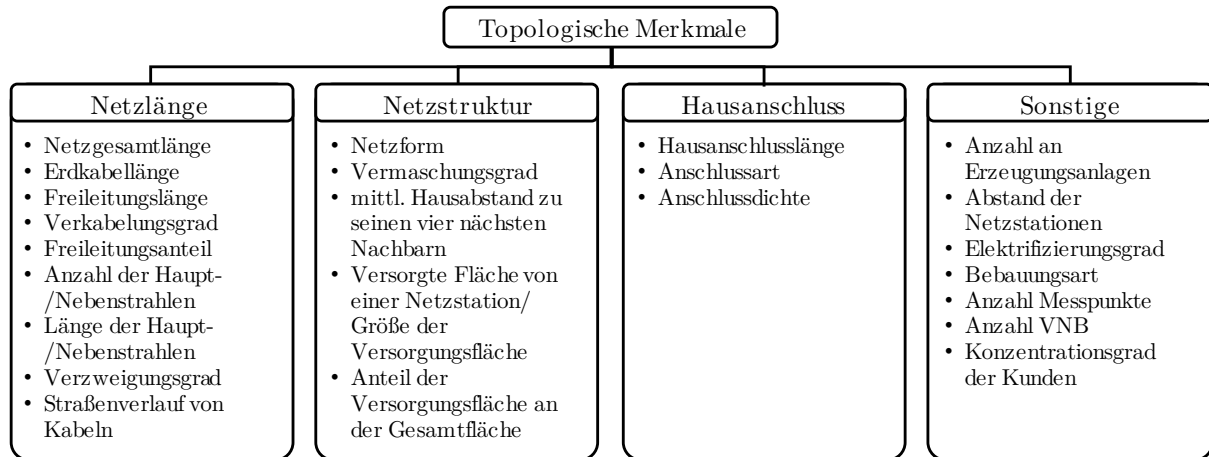 Topologische Merkmale
Netzlänge
• Netzgesamtlänge
• Erdkabellänge
• Freileitungslänge
• Verkabelungsgrad
• Freileitungsanteil
• Anzahl der Haupt-
/Nebenstrahlen
• Länge der Haupt-
/Nebenstrahlen
• Verzweigungsgrad
• Straßenverlauf von
Kabeln
Netzstruktur
• Netzform
• Vermaschungsgrad
• mittl. Hausabstand zu
seinen vier nächsten
Nachbarn
• Versorgte Fläche von
einer Netzstation/
Größe der
Versorgungsfläche
• Anteil der
Versorgungsfläche an
der Gesamtfläche
Hausanschluss
• Hausanschlusslänge
• Anschlussart
• Anschlussdichte
Sonstige
• Anzahl an
Erzeugungsanlagen
• Abstand der
Netzstationen
• Elektrifizierungsgrad
• Bebauungsart
• Anzahl Messpunkte
• Anzahl VNB
• Konzentrationsgrad
der Kunden